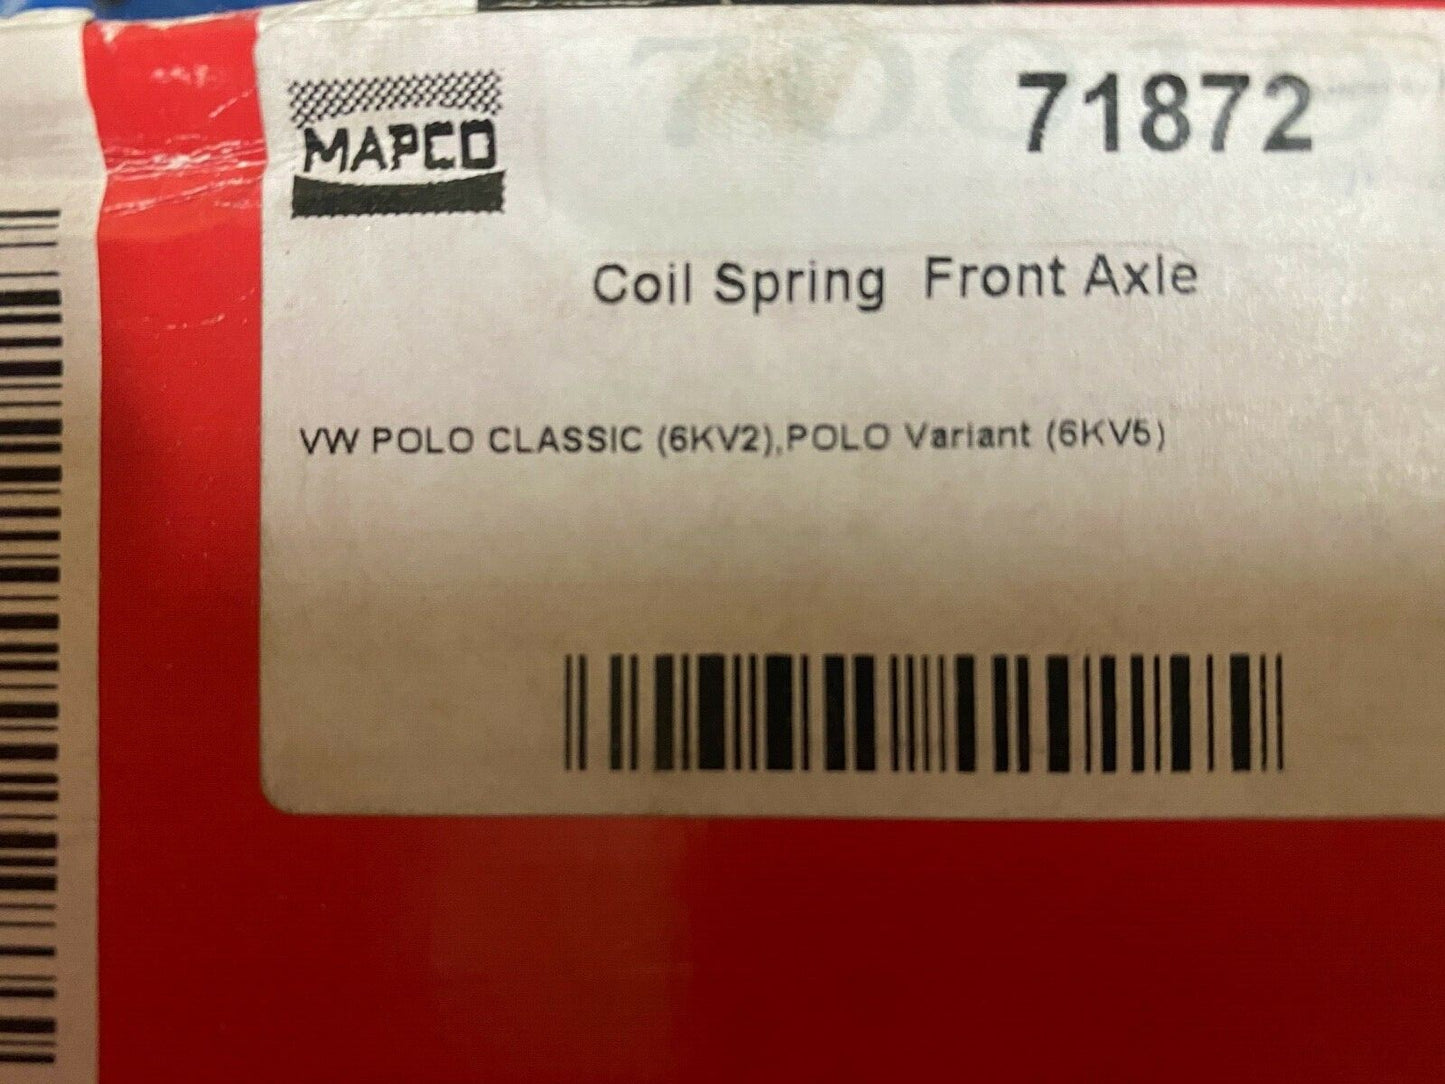 MAPCO
71872
Coil Spring Front Axle
VW POLO CLASSIC (6KV2),POLO Variant (6KV5)